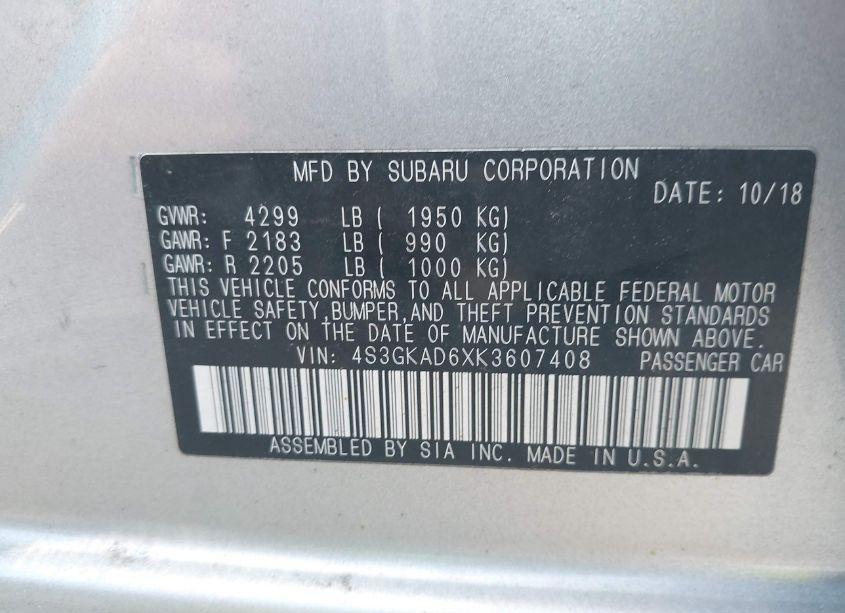 MFD BY SUBARU CORPORATION
DATE: 10/18
GVWR: 4299 LB ( 1950 KG)
GAWR: F 2183 LB ( 990 KG)
GAWR: R 2205 LB ( 1000 KG)
THIS VEHICLE CONFORMS TO ALL APPLICABLE FEDERAL MOTOR
VEHICLE SAFETY,BUMPER,AND THEFT PREVENTION STANDARDS
IN EFFECT ON THE DATE OF MANUFACTURE SHOWN ABOVE.
VIN: 4S3GKAD6XK3607408 PASSENGER CAR
ASSEMBLED BY SIA INC. MADE IN U.S.A.